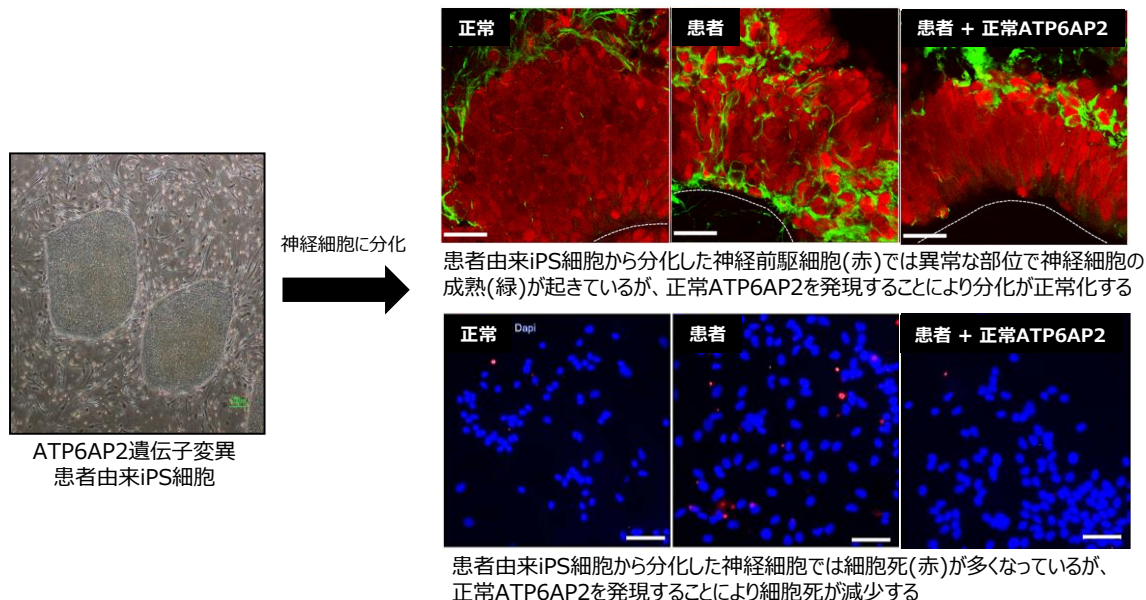 正常
患者
患者 + 正常ATP6AP2
神経細胞に分化
患者由来iPS細胞から分化した神経前駆細胞(赤)では異常な部位で神経細胞の
成熟(緑)が起きているが、正常ATP6AP2を発現することにより分化が正常化する
ATP6AP2遺伝子変異
患者由来iPS細胞
正常
Dapi
患者
患者 + 正常ATP6AP2
患者由来iPS細胞から分化した神経細胞では細胞死(赤)が多くなっているが、
正常ATP6AP2を発現することにより細胞死が減少する